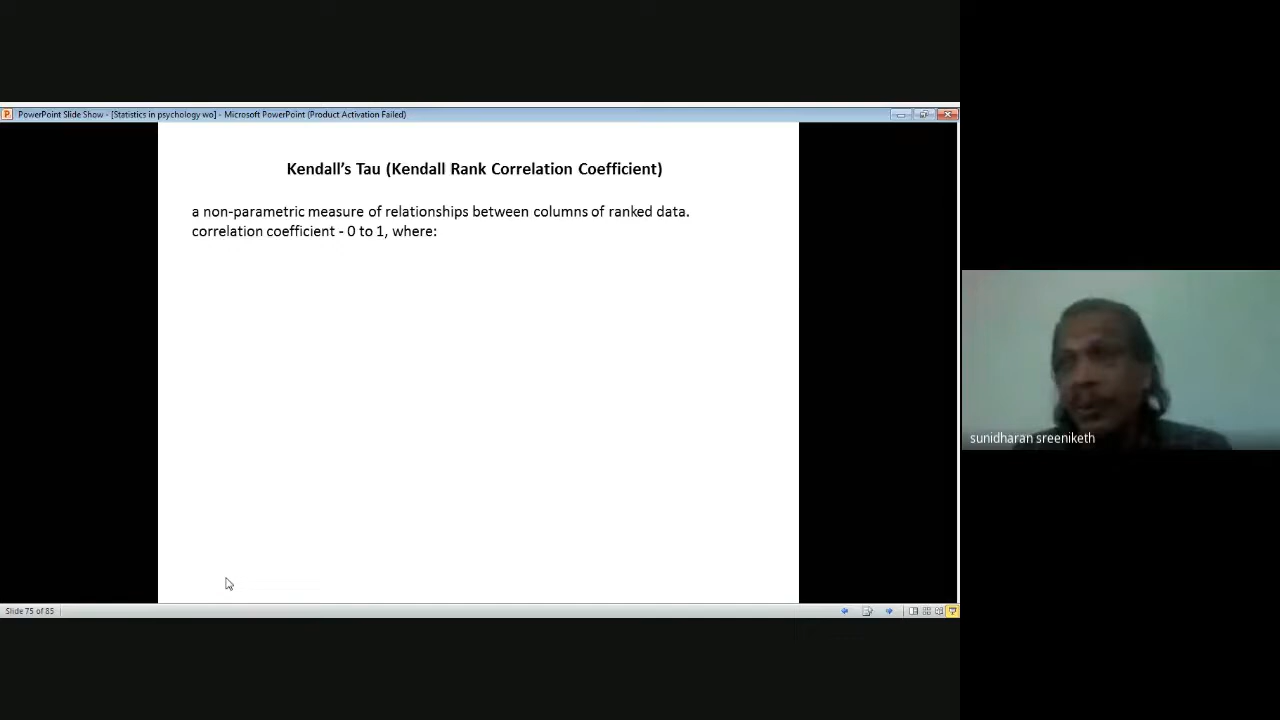 PowerPoint Slide Show - [Statistics in psychology wo] - Microsoft PowerPoint (Product Activation Failed)
Kendall’s Tau (Kendall Rank Correlation Coefficient)
a non-parametric measure of relationships between columns of ranked data.
correlation coefficient - 0 to 1, where:
sunidharan sreeniketh
Slide 75 of 85